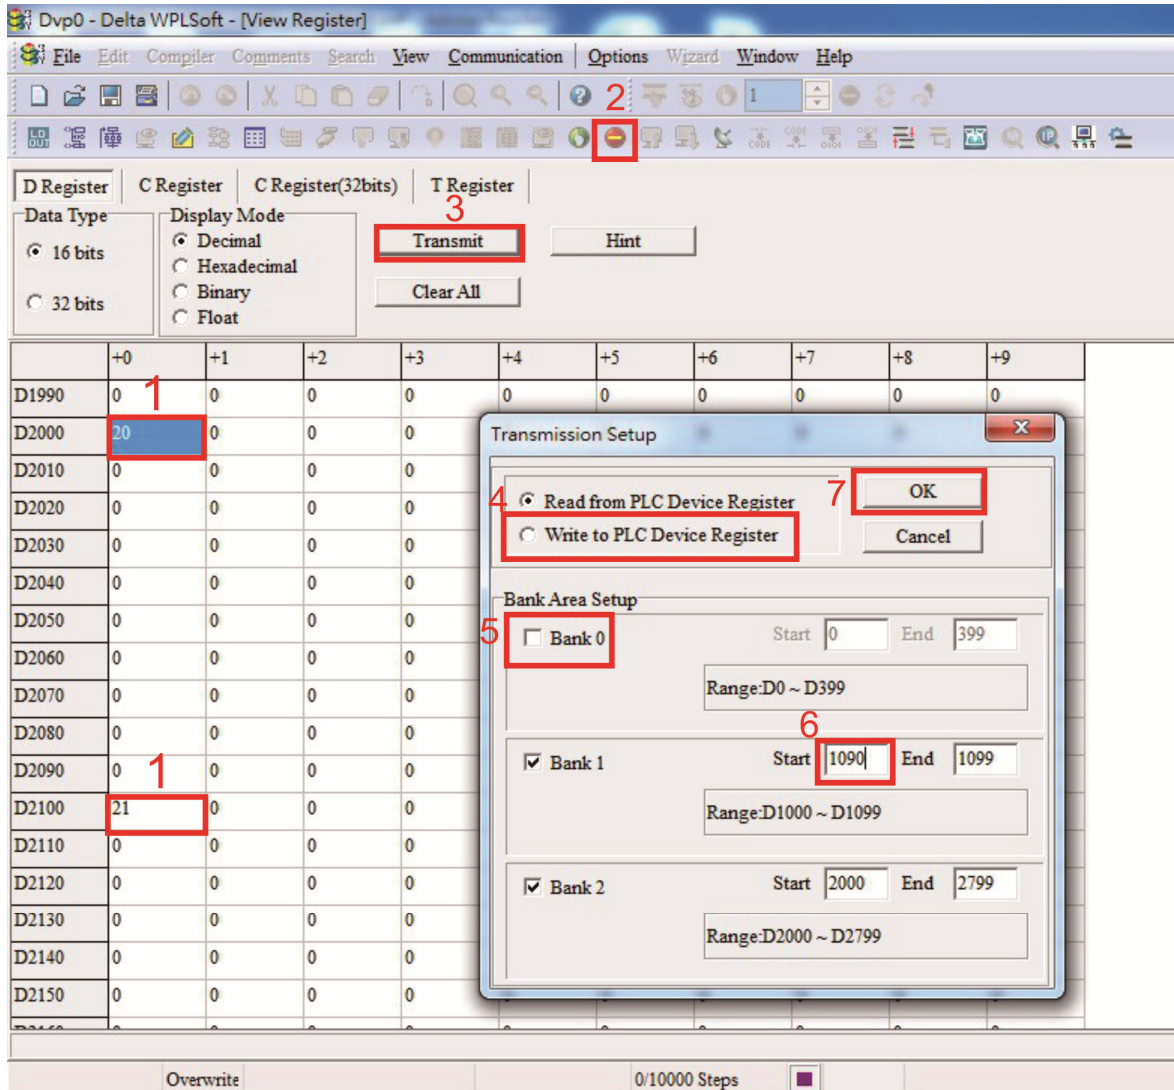 Dvp0 - Delta WPLSoft - [View Register]
File Edit Compiler Comments Search View Communication Options Wizard Window Help
2
1
D Register C Register C Register(32bits) T Register
3
Data Type Display Mode
16 bits
32 bits
Decimal
Hexadecimal
Binary
Float
Transmit Hint
Clear All
+0 +1 +2 +3 +4 +5 +6 +7 +8 +9
1
D1990 0 0 0 0 0 0 0 0 0 0
D2000 20 0 0 0
D2010 0 0 0 0
D2020 0 0 0 0
D2030 0 0 0 0
D2040 0 0 0 0
D2050 0 0 0 0
D2060 0 0 0 0
D2070 0 0 0 0
D2080 0 0 0 0
D2090 0 0 0 0
1
D2100 21 0 0 0
D2110 0 0 0 0
D2120 0 0 0 0
D2130 0 0 0 0
D2140 0 0 0 0
D2150 0 0 0 0
Transmission Setup
4 Read from PLC Device Register
Write to PLC Device Register
7 OK
Cancel
Bank Area Setup
5 Bank 0 Start 0 End 399
Range:D0 ~ D399
6
Bank 1 Start 1090 End 1099
Range:D1000 ~ D1099
Bank 2 Start 2000 End 2799
Range:D2000 ~ D2799
Overwrite 0/10000 Steps